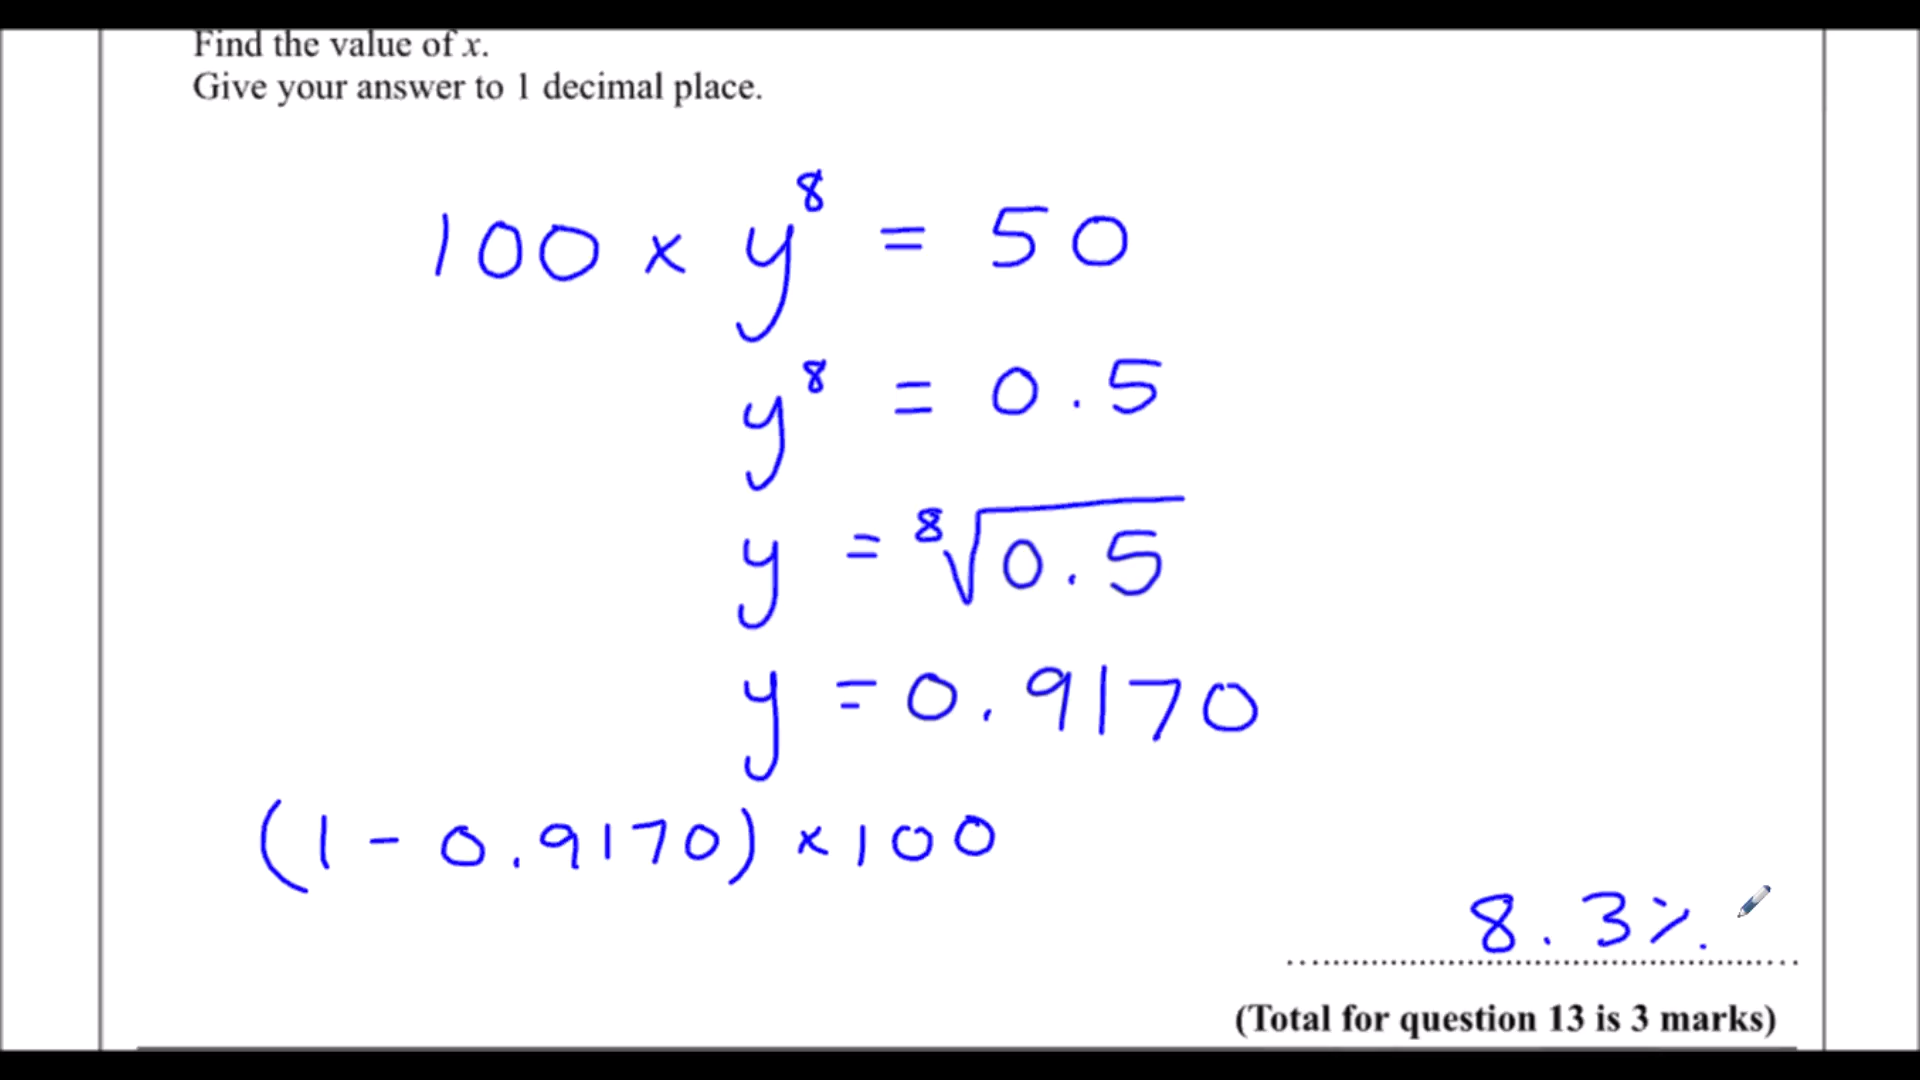 Find the value of x.
Give your answer to 1 decimal place.
100 × y⁸ = 50
y⁸ = 0.5
y = ⁸√0.5
y = 0.9170
(1 - 0.9170) × 100
8.3%
(Total for question 13 is 3 marks)